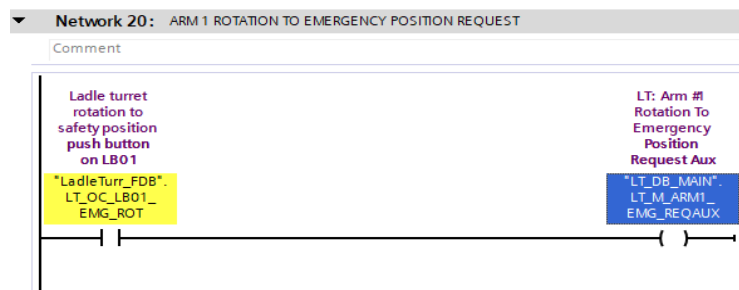 Network 20: ARM 1 ROTATION TO EMERGENCY POSITION REQUEST
Comment
Ladle turret
rotation to
safety position
push button
on LB01
"LadleTurr_FDB".
LT_OC_LB01_
EMG_ROT
LT: Arm #1
Rotation To
Emergency
Position
Request Aux
"LT_DB_MAIN".
LT_M_ARM1_
EMG_REQAUX